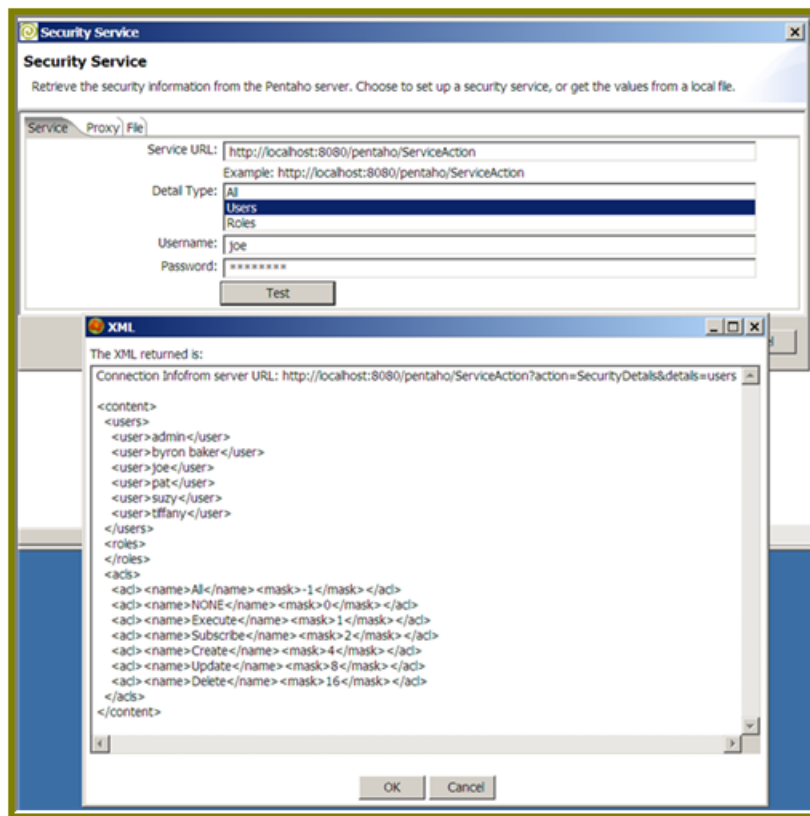 Security Service
Security Service
Retrieve the security information from the Pentaho server. Choose to set up a security service, or get the values from a local file.
Service Proxy File
Service URL: http://localhost:8080/pentaho/ServiceAction
Example: http://localhost:8080/pentaho/ServiceAction
Detail Type: All
Users
Roles
Username: joe
Password: ********
Test
XML
The XML returned is:
Connection Infofrom server URL: http://localhost:8080/pentaho/ServiceAction?action=SecurityDetails&details=users
<content>
<users>
<user>admin</user>
<user>byron baker</user>
<user>joe</user>
<user>pat</user>
<user>suzy</user>
<user>tiffany</user>
</users>
<roles>
</roles>
<acls>
<acl><name>All</name><mask>-1</mask></acl>
<acl><name>NONE</name><mask>0</mask></acl>
<acl><name>Execute</name><mask>1</mask></acl>
<acl><name>Subscribe</name><mask>2</mask></acl>
<acl><name>Create</name><mask>4</mask></acl>
<acl><name>Update</name><mask>8</mask></acl>
<acl><name>Delete</name><mask>16</mask></acl>
</acls>
</content>
OK Cancel